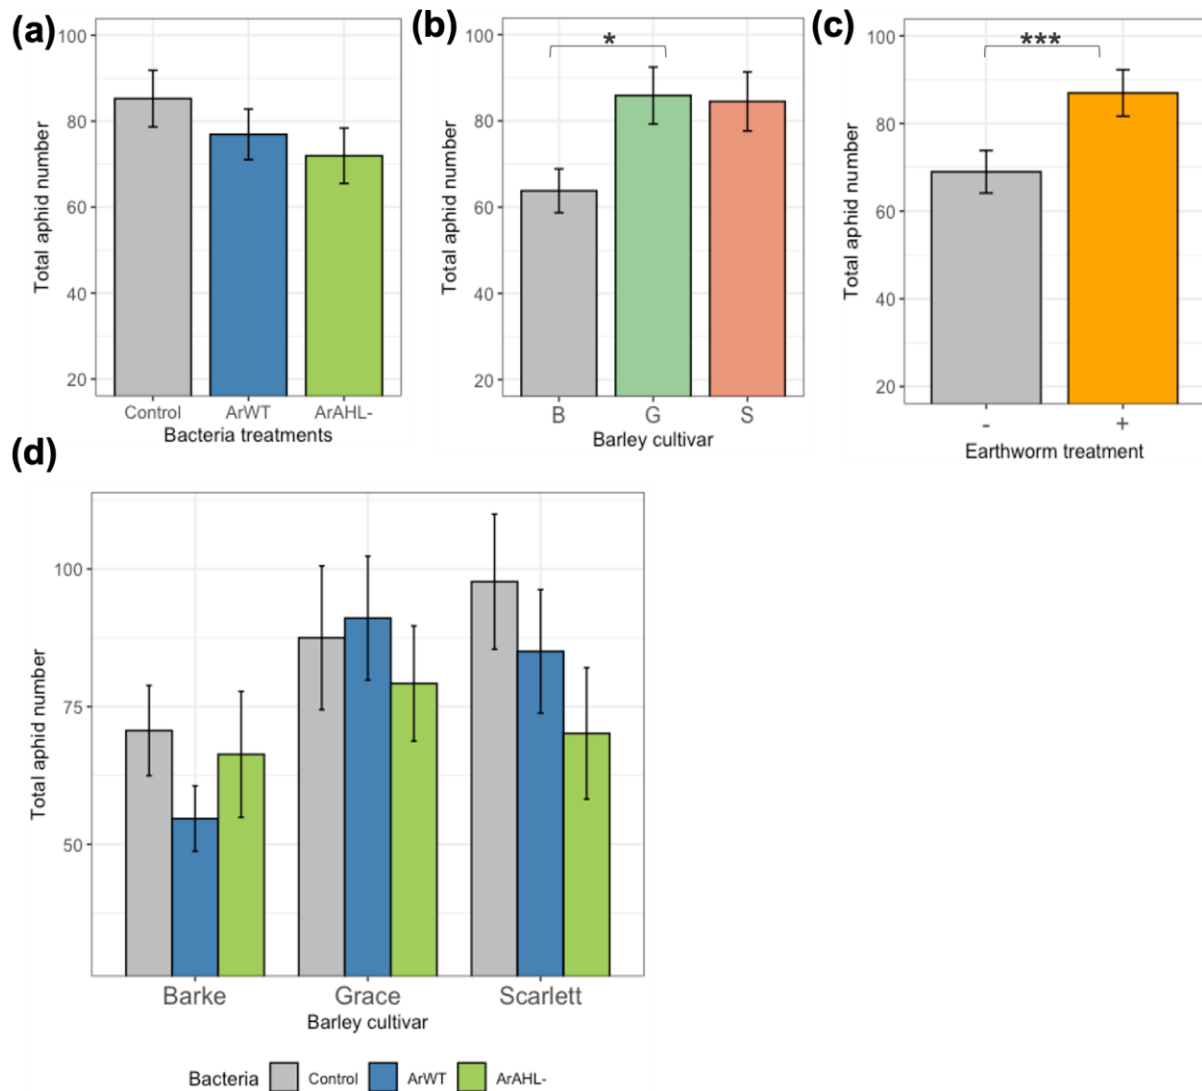 (a)
100
80
60
40
20
Total aphid number
Control ArWT ArAHL-
Bacteria treatments
(b)
*
100
80
60
40
20
Total aphid number
B G S
Barley cultivar
(c)
***
100
80
60
40
20
Total aphid number
- +
Earthworm treatment
(d)
100
75
50
Total aphid number
Barke Grace Scarlett
Barley cultivar
Bacteria Control ArWT ArAHL-